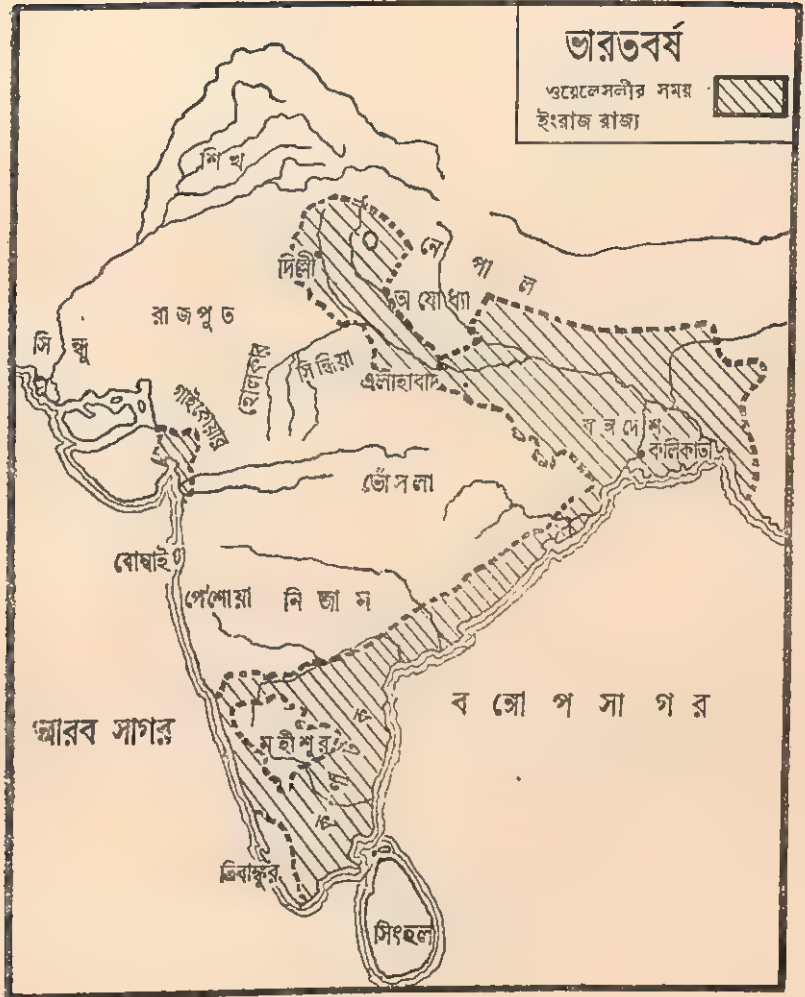 ভারতবর্ষ
ওয়েলেসলীর সময়
ইংরাজ রাজ্য
শিখ
নেপাল
দিল্লী
অযোধ্যা
রাজপুত
সিন্ধু
হোলকার
সিন্ধিয়া
গাইকোয়ার
এলাহাবাদ
বঙ্গদেশ
কলিকাতা
ভোঁসলা
বোম্বাই
পেশোয়া
নিজাম
বঙ্গোপসাগর
আরব সাগর
মহীশূর
ত্রিবাঙ্কুর
সিংহল